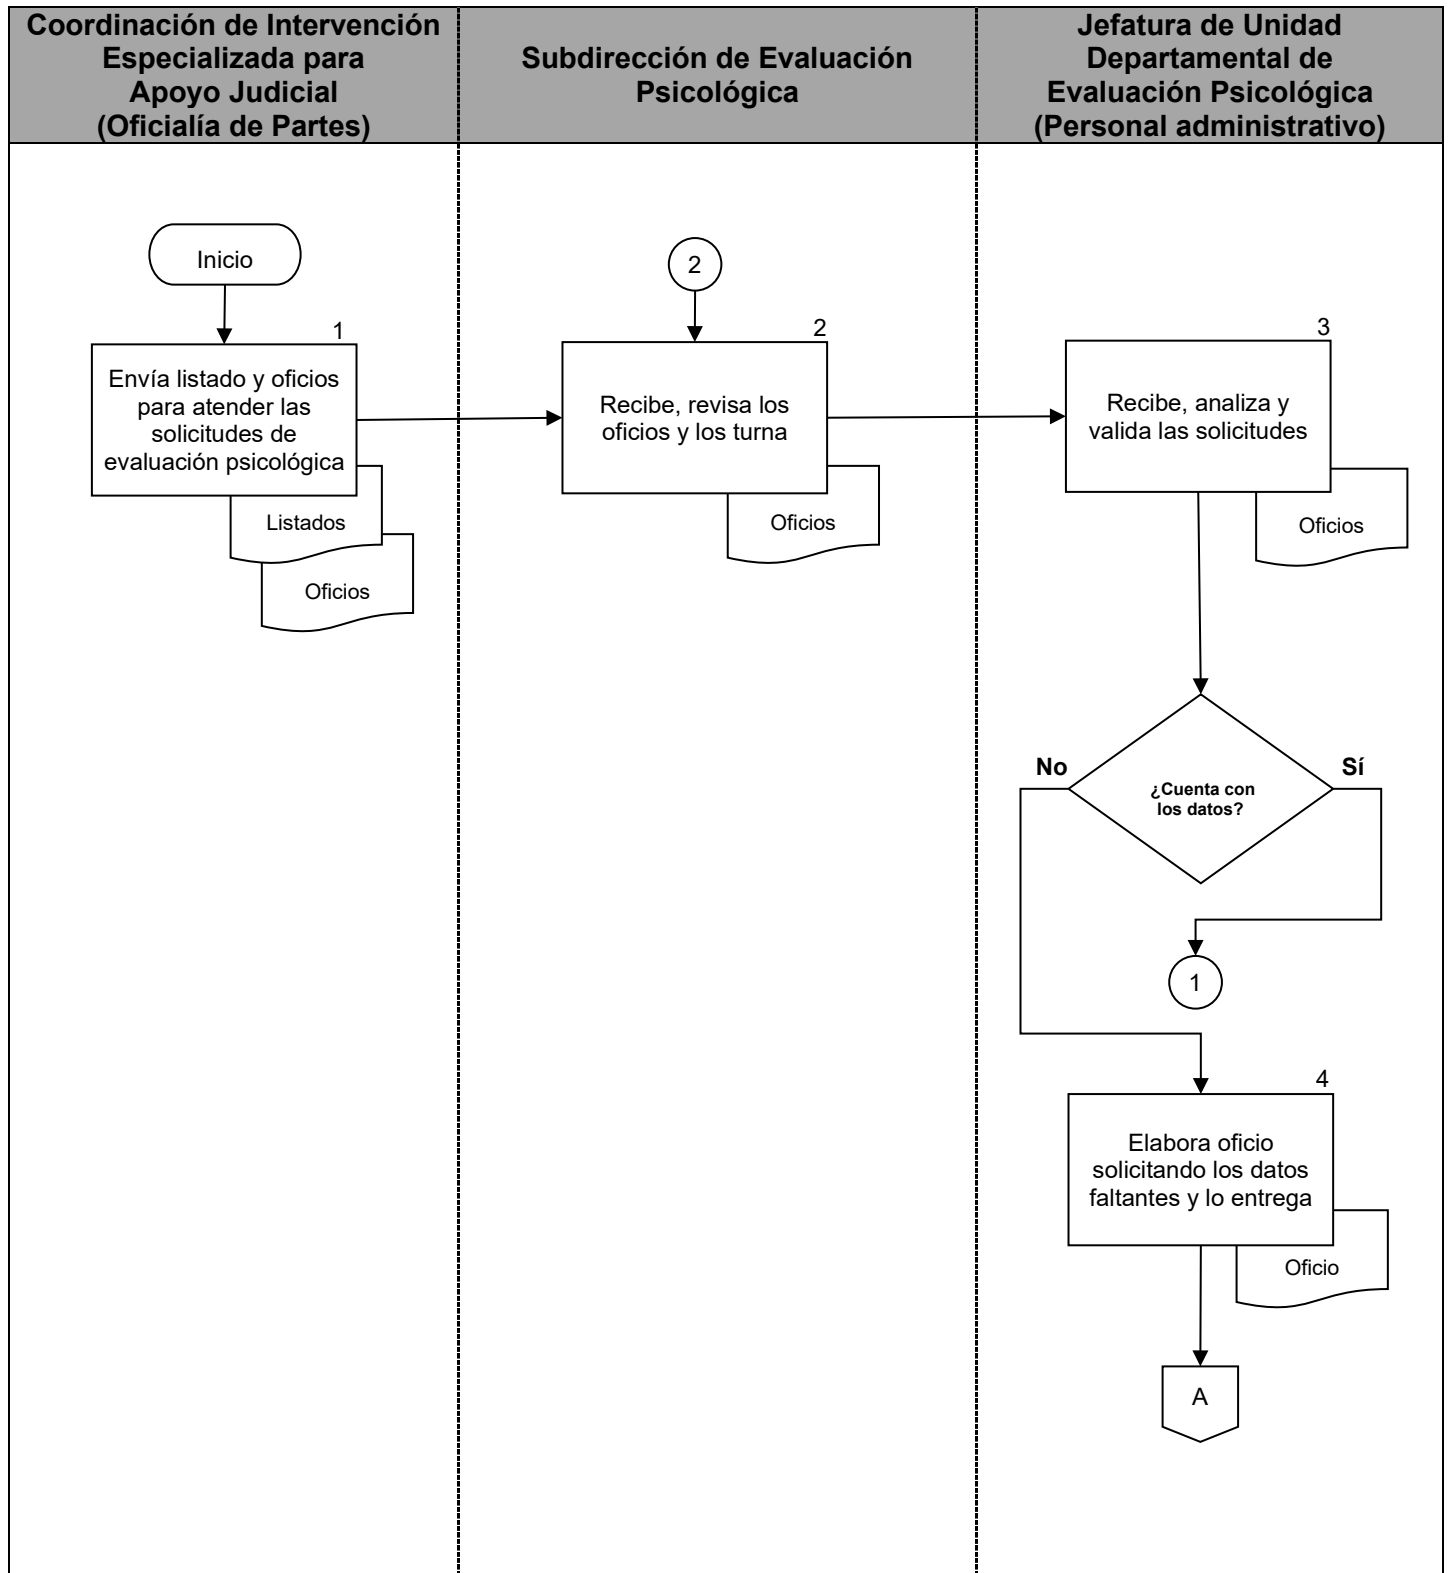 Coordinación de Intervención
Especializada para
Apoyo Judicial
(Oficialía de Partes)
Subdirección de Evaluación
Psicológica
Jefatura de Unidad
Departamental de
Evaluación Psicológica
(Personal administrativo)
Inicio
1
Envía listado y oficios
para atender las
solicitudes de
evaluación psicológica
Listados
Oficios
2
2
Recibe, revisa los
oficios y los turna
Oficios
3
Recibe, analiza y
valida las solicitudes
Oficios
No
Sí
¿Cuenta con
los datos?
1
4
Elabora oficio
solicitando los datos
faltantes y lo entrega
Oficio
A